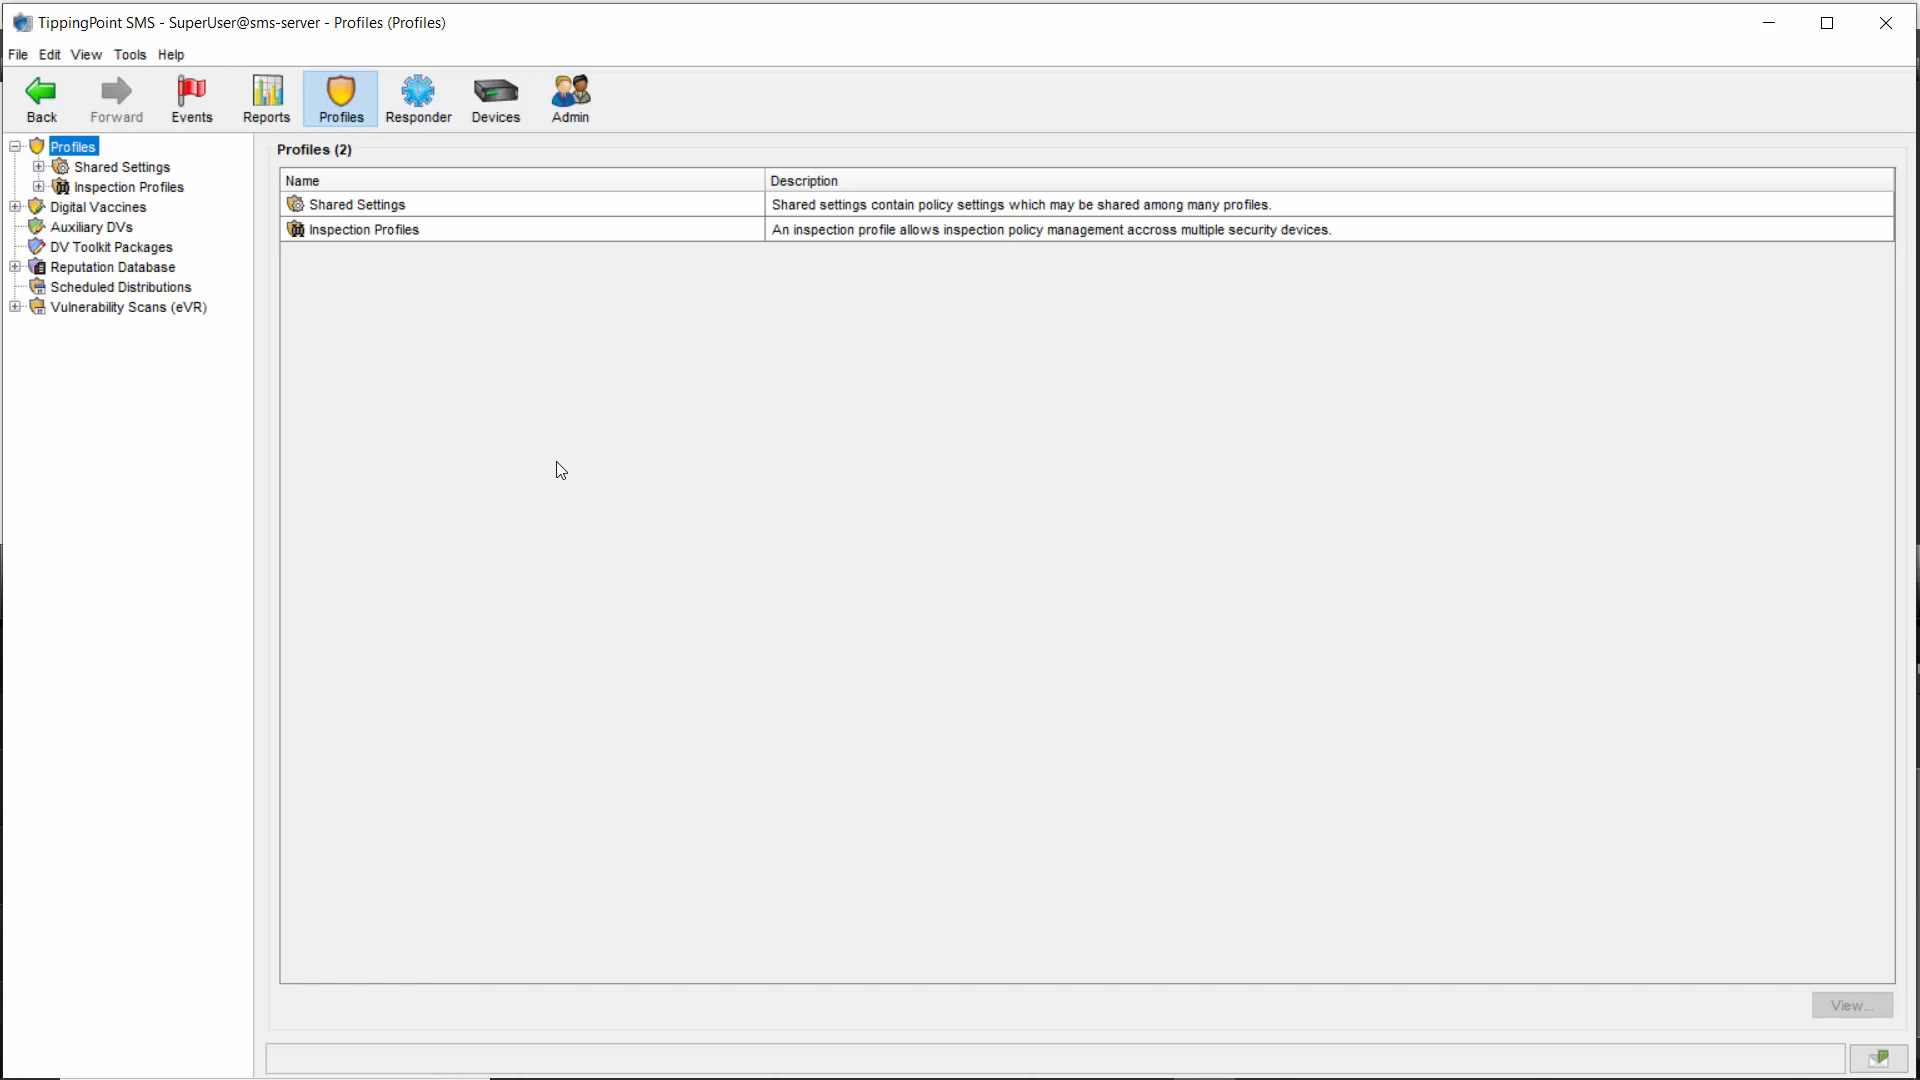 TippingPoint SMS - SuperUser@sms-server - Profiles (Profiles)
File Edit View Tools Help
Back Forward Events Reports Profiles Responder Devices Admin
Profiles
Shared Settings
Inspection Profiles
Digital Vaccines
Auxiliary DVs
DV Toolkit Packages
Reputation Database
Scheduled Distributions
Vulnerability Scans (eVR)
Profiles (2)
Name Description
Shared Settings Shared settings contain policy settings which may be shared among many profiles.
Inspection Profiles An inspection profile allows inspection policy management accross multiple security devices.
View...